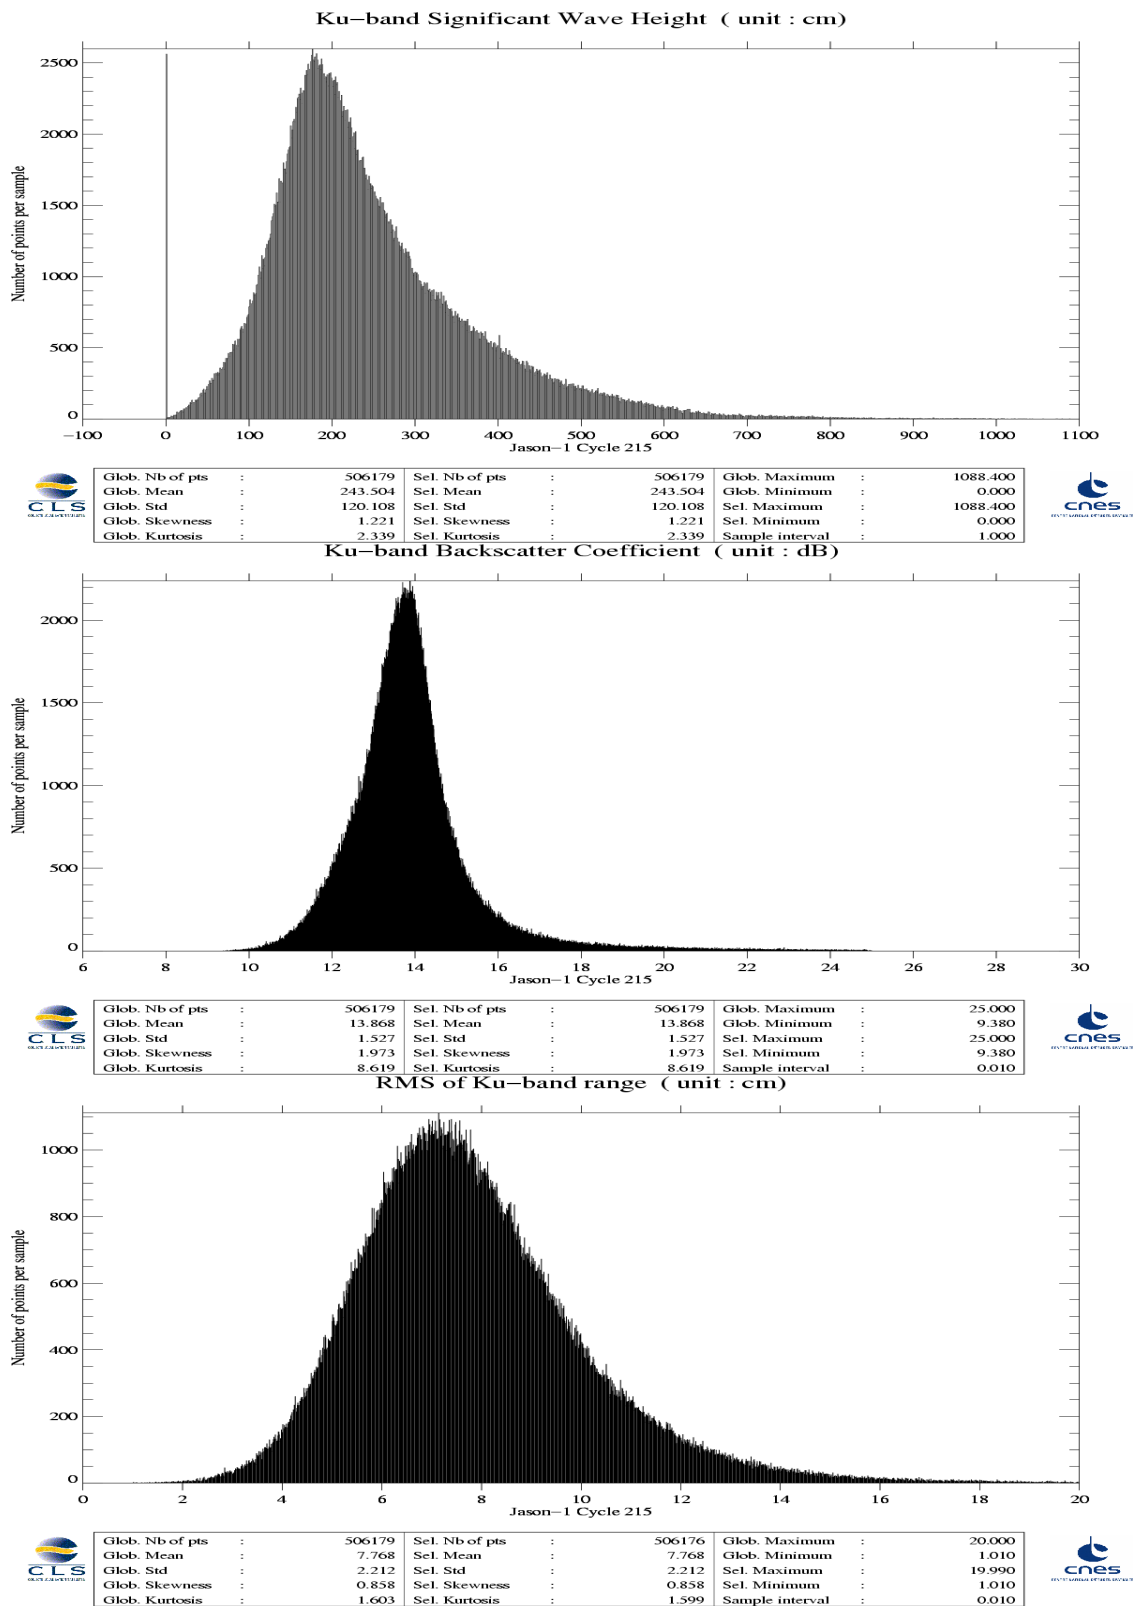 Ku-band Significant Wave Height ( unit : cm)
Number of points per sample
2500
2000
1500
1000
500
0
-100 0 100 200 300 400 500 600 700 800 900 1000 1100
Jason-1 Cycle 215
CLS
Glob. Nb of pts : 506179 Sel. Nb of pts : 506179 Glob. Maximum : 1088.400
Glob. Mean : 243.504 Sel. Mean : 243.504 Glob. Minimum : 0.000
Glob. Std : 120.108 Sel. Std : 120.108 Sel. Maximum : 1088.400
Glob. Skewness : 1.221 Sel. Skewness : 1.221 Sel. Minimum : 0.000
Glob. Kurtosis : 2.339 Sel. Kurtosis : 2.339 Sample interval : 1.000
cnes
Ku-band Backscatter Coefficient ( unit : dB)
Number of points per sample
2000
1500
1000
500
0
6 8 10 12 14 16 18 20 22 24 26 28 30
Jason-1 Cycle 215
CLS
Glob. Nb of pts : 506179 Sel. Nb of pts : 506179 Glob. Maximum : 25.000
Glob. Mean : 13.868 Sel. Mean : 13.868 Glob. Minimum : 9.380
Glob. Std : 1.527 Sel. Std : 1.527 Sel. Maximum : 25.000
Glob. Skewness : 1.973 Sel. Skewness : 1.973 Sel. Minimum : 9.380
Glob. Kurtosis : 8.619 Sel. Kurtosis : 8.619 Sample interval : 0.010
cnes
RMS of Ku-band range ( unit : cm)
Number of points per sample
1000
800
600
400
200
0
0 2 4 6 8 10 12 14 16 18 20
Jason-1 Cycle 215
CLS
Glob. Nb of pts : 506179 Sel. Nb of pts : 506176 Glob. Maximum : 20.000
Glob. Mean : 7.768 Sel. Mean : 7.768 Glob. Minimum : 1.010
Glob. Std : 2.212 Sel. Std : 2.212 Sel. Maximum : 19.990
Glob. Skewness : 0.858 Sel. Skewness : 0.858 Sel. Minimum : 1.010
Glob. Kurtosis : 1.603 Sel. Kurtosis : 1.599 Sample interval : 0.010
cnes